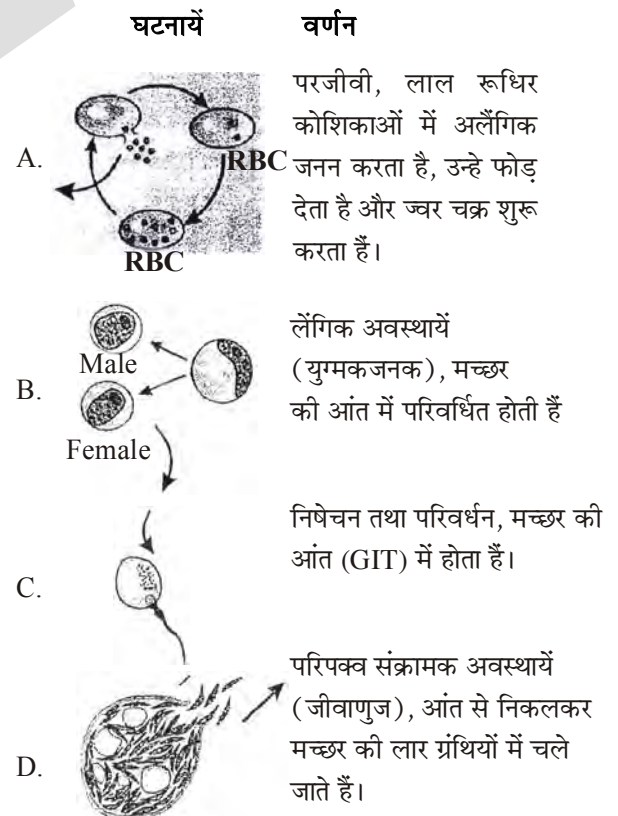 घटनायें वर्णन
A.
RBC
RBC
परजीवी, लाल रूधिर
कोशिकाओं में अलैंगिक
जनन करता है, उन्हे फोड़
देता है और ज्वर चक्र शुरू
करता हैं।
B.
Male
Female
लेंगिक अवस्थायें
(युग्मकजनक), मच्छर
की आंत में परिवर्धित होती हैं
C.
निषेचन तथा परिवर्धन, मच्छर की
आंत (GIT) में होता हैं।
D.
परिपक्व संक्रामक अवस्थायें
(जीवाणुज), आंत से निकलकर
मच्छर की लार ग्रंथियों में चले
जाते हैं।